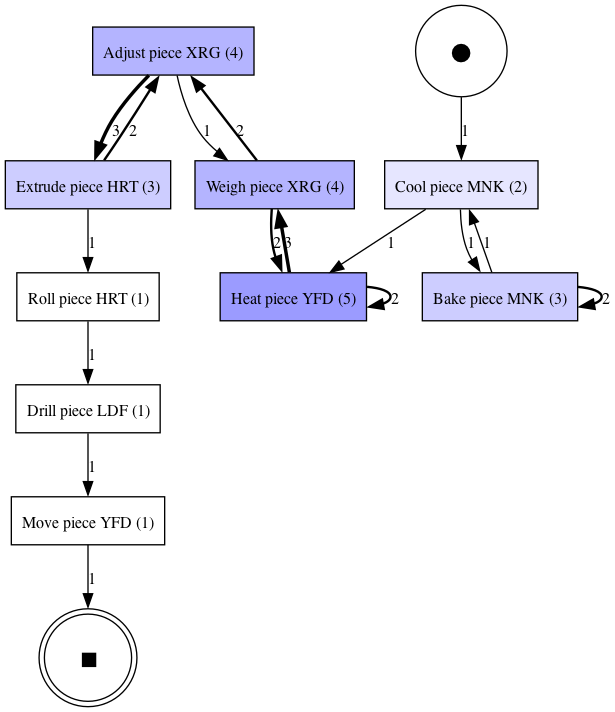 Adjust piece XRG (4)
3
2
1
2
1
Extrude piece HRT (3)
Weigh piece XRG (4)
Cool piece MNK (2)
1
2
3
1
1
1
Roll piece HRT (1)
Heat piece YFD (5)
2
Bake piece MNK (3)
2
1
Drill piece LDF (1)
1
Move piece YFD (1)
1